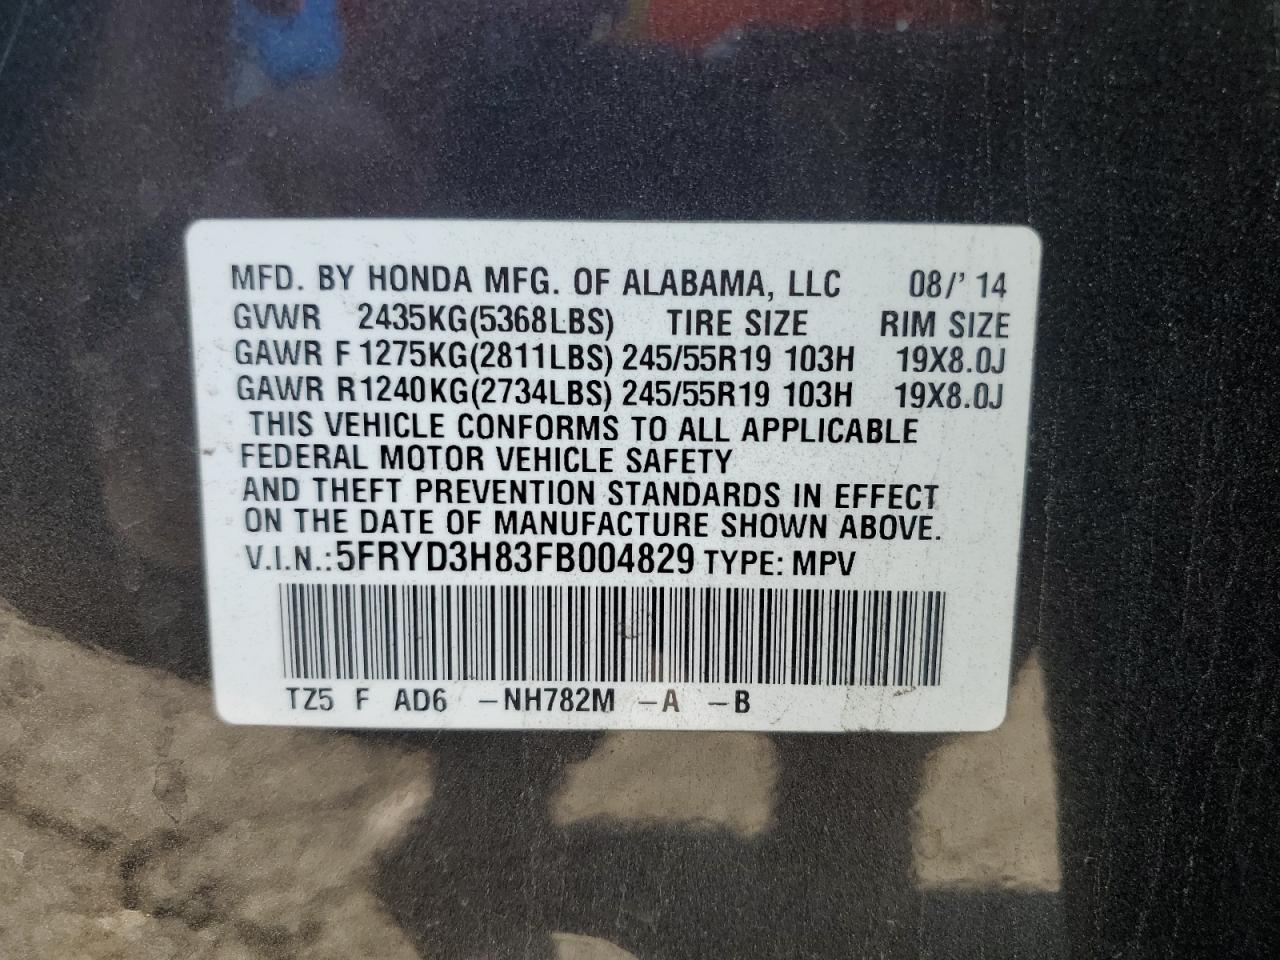 MFD. BY HONDA MFG. OF ALABAMA, LLC 08/' 14
GVWR 2435KG(5368LBS) TIRE SIZE RIM SIZE
GAWR F 1275KG(2811LBS) 245/55R19 103H 19X8.0J
GAWR R 1240KG(2734LBS) 245/55R19 103H 19X8.0J
THIS VEHICLE CONFORMS TO ALL APPLICABLE
FEDERAL MOTOR VEHICLE SAFETY
AND THEFT PREVENTION STANDARDS IN EFFECT
ON THE DATE OF MANUFACTURE SHOWN ABOVE.
V.I.N.: 5FRYD3H83FB004829 TYPE: MPV
TZ5 F AD6 -NH782M -A -B